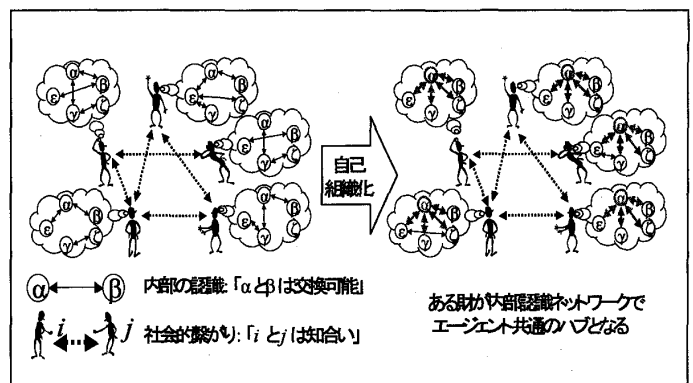 α β ε γ ζ
α β ε γ ζ
α β ε γ ζ
α β ε γ ζ
α β ε γ ζ
自己
組織化
α β ε γ ζ
α β ε γ ζ
α β ε γ ζ
α β ε γ ζ
α β ε γ ζ
α β 内部の認識:「αとβは交換可能」
i j 社会的繋がり:「iとjは知合い」
ある財が内部認識ネットワークで
エージェント共通のハブとなる